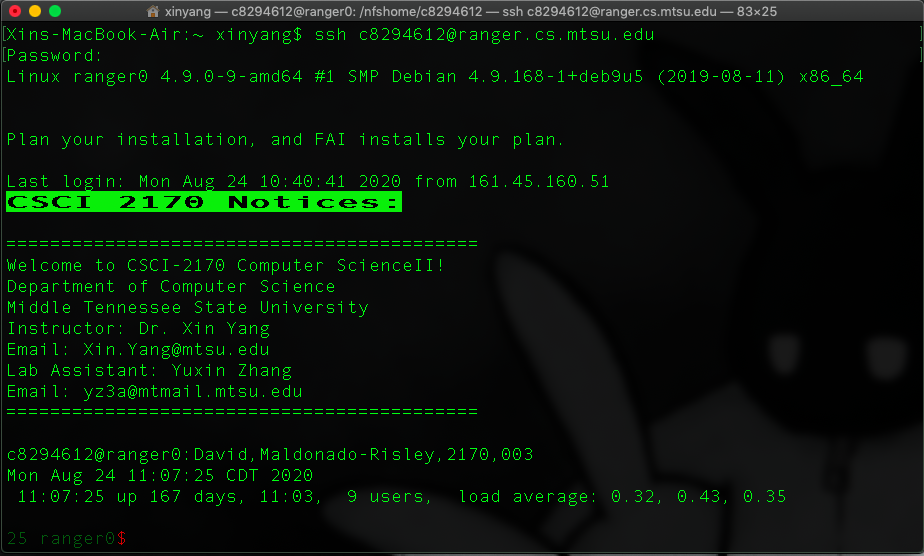 xinyang — c8294612@ranger0: /nfshome/c8294612 — ssh c8294612@ranger.cs.mtsu.edu — 83×25
[Xins-MacBook-Air:~ xinyang$ ssh c8294612@ranger.cs.mtsu.edu ]
[Password: ]
Linux ranger0 4.9.0-9-amd64 #1 SMP Debian 4.9.168-1+deb9u5 (2019-08-11) x86_64
Plan your installation, and FAI installs your plan.
Last login: Mon Aug 24 10:40:41 2020 from 161.45.160.51
CSCI 2170 Notices:
===========================================
Welcome to CSCI-2170 Computer ScienceII!
Department of Computer Science
Middle Tennessee State University
Instructor: Dr. Xin Yang
Email: Xin.Yang@mtsu.edu
Lab Assistant: Yuxin Zhang
Email: yz3a@mtmail.mtsu.edu
===========================================
c8294612@ranger0:David,Maldonado-Risley,2170,003
Mon Aug 24 11:07:25 CDT 2020
11:07:25 up 167 days, 11:03,  9 users,  load average: 0.32, 0.43, 0.35
25 ranger0$